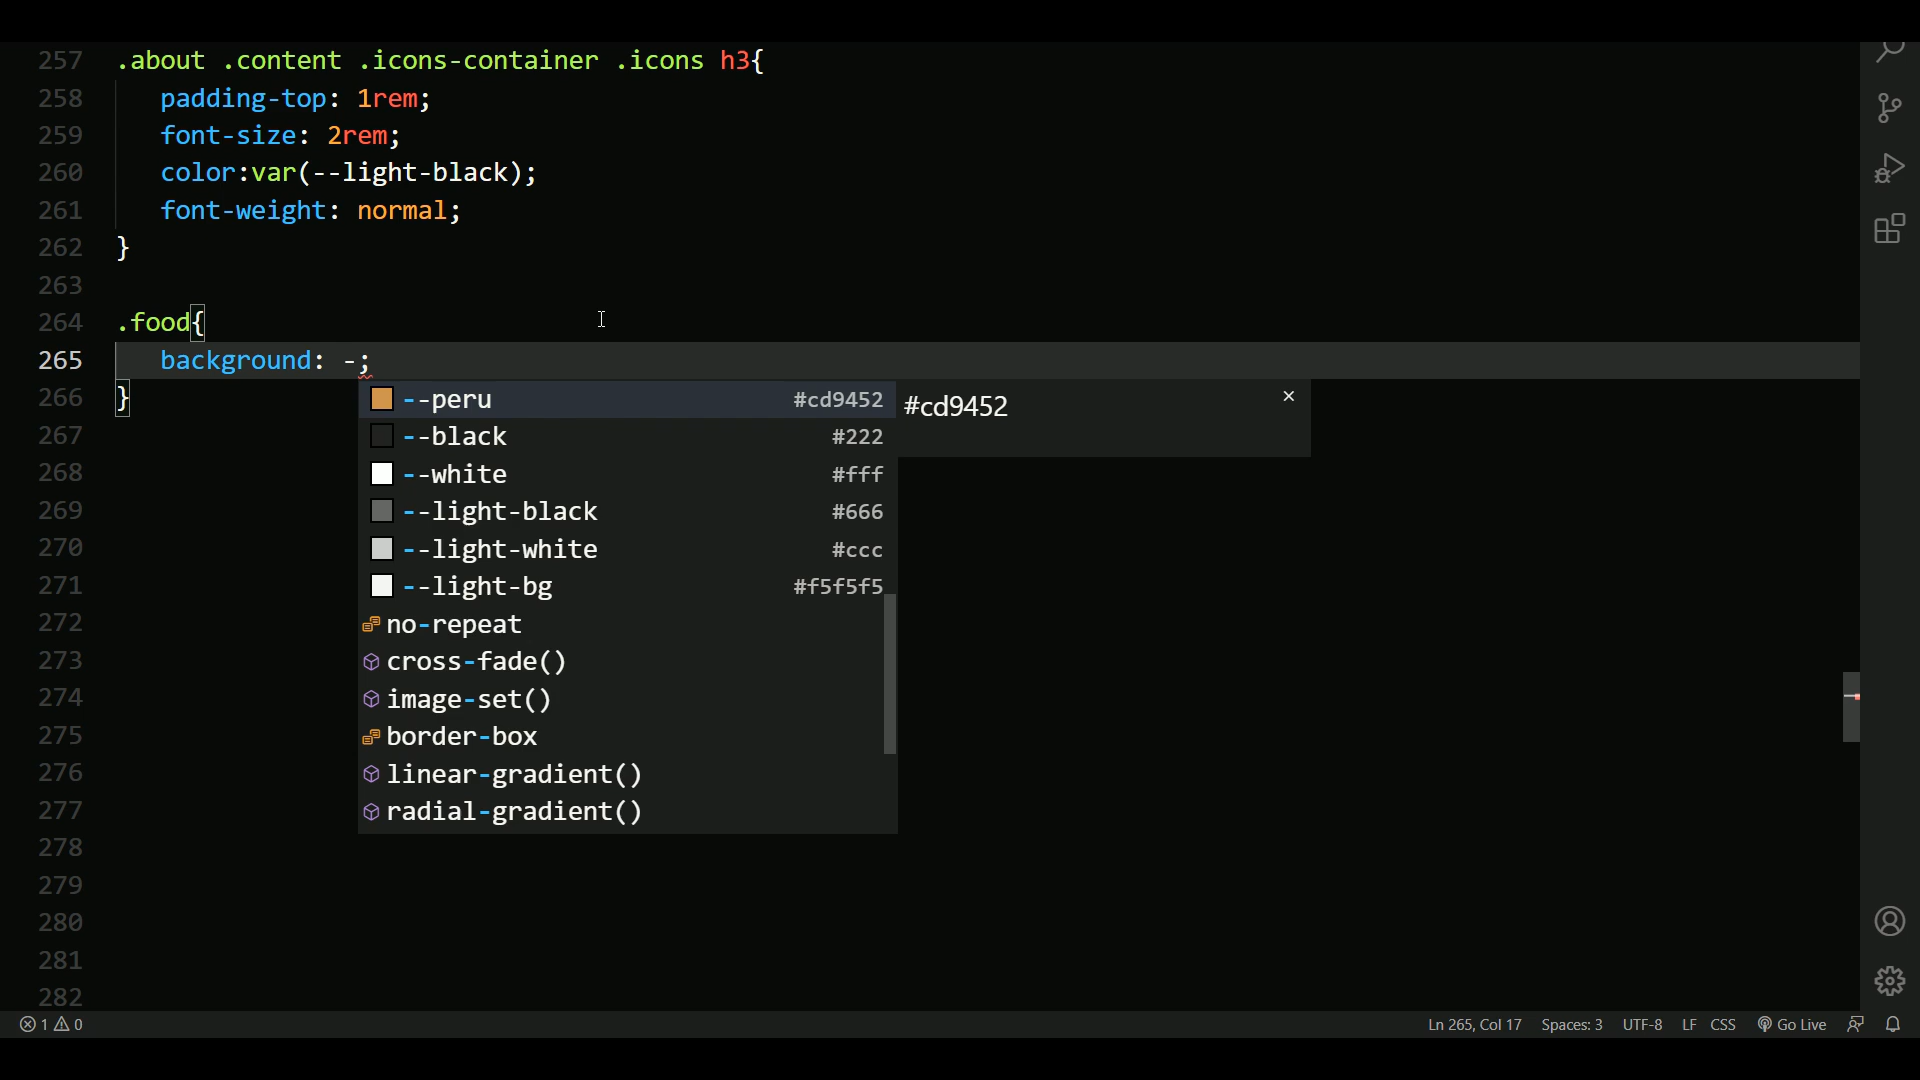 257 .about .content .icons-container .icons h3{
258 padding-top: 1rem;
259 font-size: 2rem;
260 color:var(--light-black);
261 font-weight: normal;
262 }
263
264 .food{
265 background: -;
266 }
--peru #cd9452 #cd9452 ×
267 --black #222
268 --white #fff
269 --light-black #666
270 --light-white #ccc
271 --light-bg #f5f5f5
272 no-repeat
273 cross-fade()
274 image-set()
275 border-box
276 linear-gradient()
277 radial-gradient()
278
279
280
281
282
1 0 Ln 265, Col 17 Spaces: 3 UTF-8 LF CSS Go Live